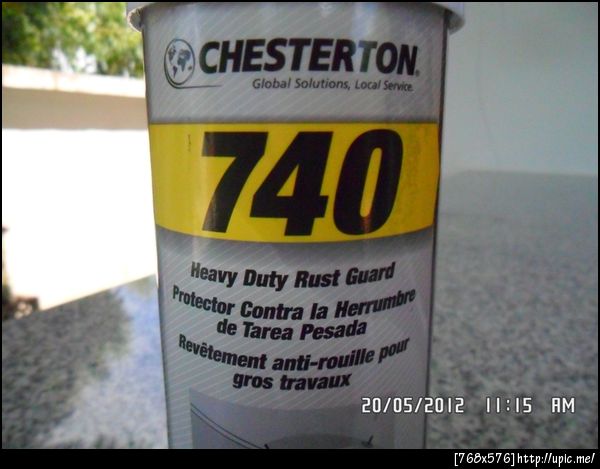 CHESTERTON®
Global Solutions, Local Service.
740
Heavy Duty Rust Guard
Protector Contra la Herrumbre
de Tarea Pesada
Revêtement anti-rouille pour
gros travaux
20/05/2012 11:15 AM
[768x576]http://upic.me/